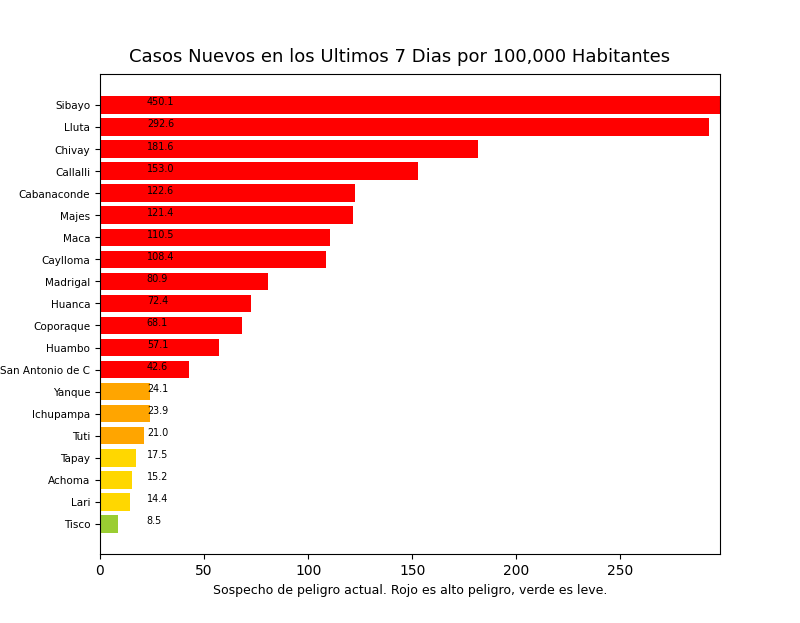 Casos Nuevos en los Ultimos 7 Dias por 100,000 Habitantes
Sibayo 450.1
Lluta 292.6
Chivay 181.6
Callalli 153.0
Cabanaconde 122.6
Majes 121.4
Maca 110.5
Caylloma 108.4
Madrigal 80.9
Huanca 72.4
Coporaque 68.1
Huambo 57.1
San Antonio de C 42.6
Yanque 24.1
Ichupampa 23.9
Tuti 21.0
Tapay 17.5
Achoma 15.2
Lari 14.4
Tisco 8.5
0 50 100 150 200 250
Sospecho de peligro actual. Rojo es alto peligro, verde es leve.